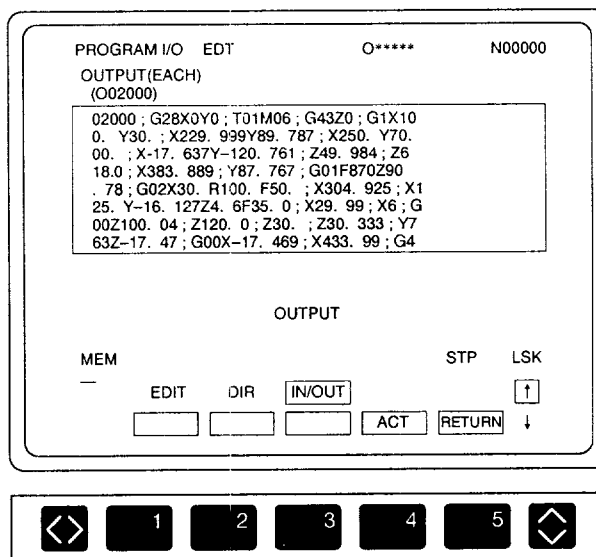 PROGRAM I/O EDT O***** N00000
OUTPUT(EACH)
(O02000)
02000 ; G28X0Y0 ; T01M06 ; G43Z0 ; G1X10
0. Y30. ; X229. 999Y89. 787 ; X250. Y70.
00. ; X-17. 637Y-120. 761 ; Z49. 984 ; Z6
18.0 ; X383. 889 ; Y87. 767 ; G01F870Z90
. 78 ; G02X30. R100. F50. ; X304. 925 ; X1
25. Y-16. 127Z4. 6F35. 0 ; X29. 99 ; X6 ; G
00Z100. 04 ; Z120. 0 ; Z30. ; Z30. 333 ; Y7
63Z-17. 47 ; G00X-17. 469 ; X433. 99 ; G4
OUTPUT
MEM STP LSK
EDIT DIR IN/OUT ↑
ACT RETURN ↓
1 2 3 4 5